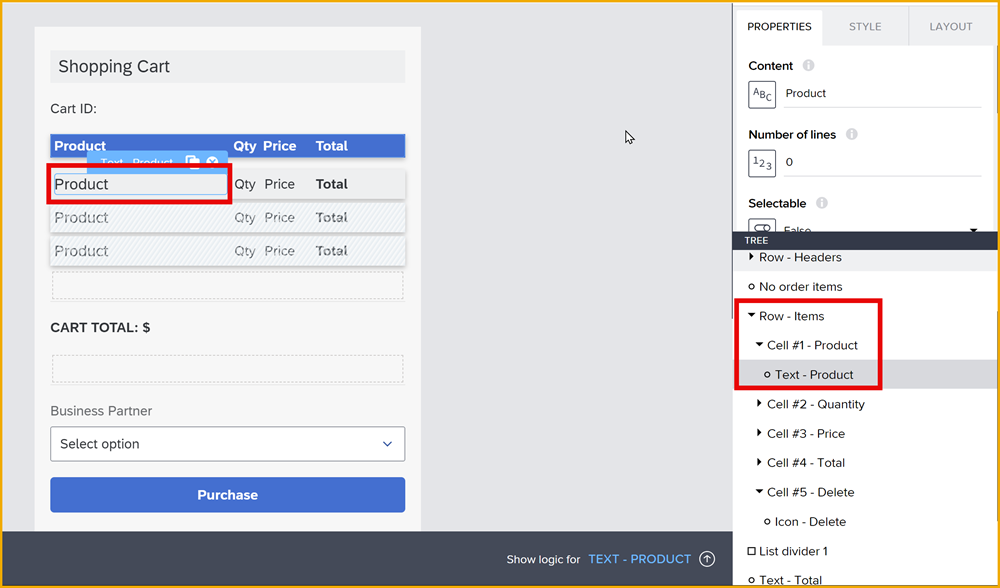 Shopping Cart
Cart ID:
Product Qty Price Total
Text - Product
Product Qty Price Total
Product Qty Price Total
Product Qty Price Total
CART TOTAL: $
Business Partner
Select option
Purchase
Show logic for TEXT - PRODUCT
PROPERTIES STYLE LAYOUT
Content
ABC Product
Number of lines
123 0
Selectable
False
TREE
Row - Headers
No order items
Row - Items
Cell #1 - Product
Text - Product
Cell #2 - Quantity
Cell #3 - Price
Cell #4 - Total
Cell #5 - Delete
Icon - Delete
List divider 1
Text - Total